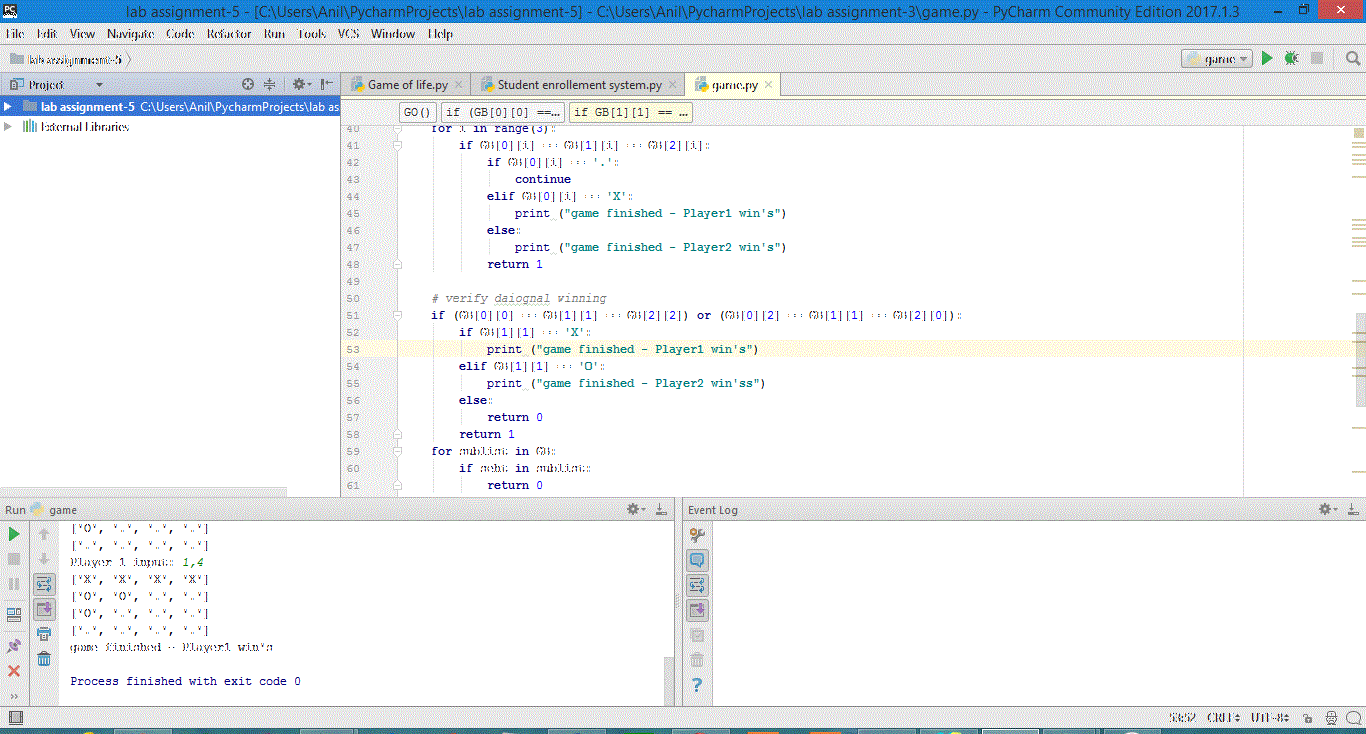 lab assignment-5 - [C:\Users\Anil\PycharmProjects\lab assignment-5] - C:\Users\Anil\PycharmProjects\lab assignment-3\game.py - PyCharm Community Edition 2017.1.3
File Edit View Navigate Code Refactor Run Tools VCS Window Help
lab assignment-5
game
Project
Game of life.py
Student enrollement system.py
game.py
lab assignment-5 C:\Users\Anil\PycharmProjects\lab as
External Libraries
GO()
if (GB[0][0] ==...
if GB[1][1] == ...
40 for i in range(3):
41 if GB[0][i] == GB[1][i] == GB[2][i]:
42 if GB[0][i] == '.':
43 continue
44 elif GB[0][i] == 'X':
45 print ("game finished - Player1 win's")
46 else:
47 print ("game finished - Player2 win's")
48 return 1
49
50 # verify daiognal winning
51 if (GB[0][0] == GB[1][1] == GB[2][2]) or (GB[0][2] == GB[1][1] == GB[2][0]):
52 if GB[1][1] == 'X':
53 print ("game finished - Player1 win's")
54 elif GB[1][1] == 'O':
55 print ("game finished - Player2 win'ss")
56 else:
57 return 0
58 return 1
59 for sublist in GB:
60 if in sublist:
61 return 0
Run game
['O', '.', '.', '.']
['.', '.', '.', '.']
Player 1 input: 1,4
['X', 'X', 'X', 'X']
['O', 'O', '.', '.']
['O', '.', '.', '.']
['.', '.', '.', '.']
game finished - Player1 win's
Process finished with exit code 0
Event Log
53:52 CRLF UTF-8